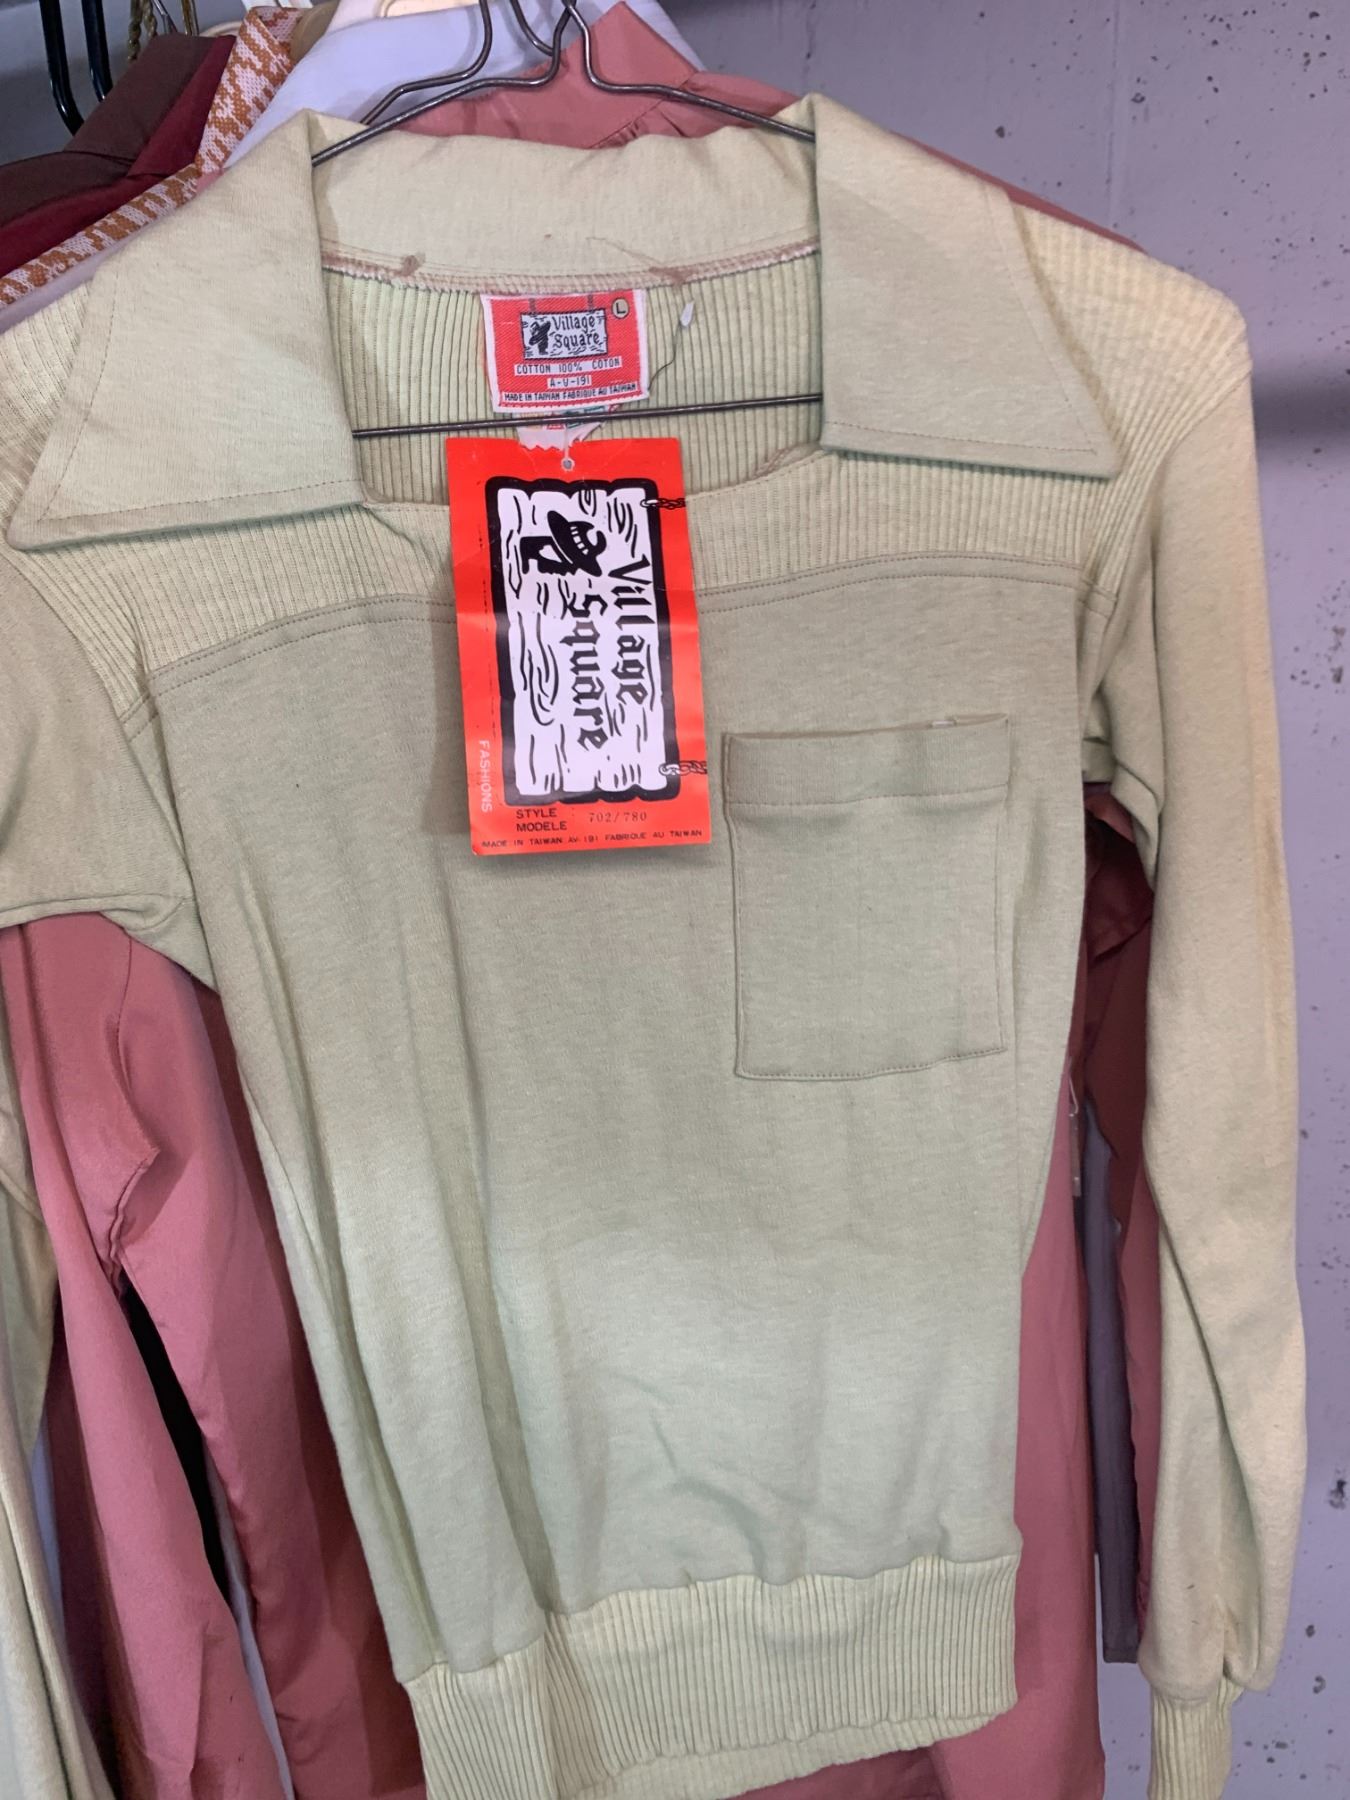 L
Village
Square
COTTON 100% COTON
A-V-191
MADE IN TAIWAN FABRIQUÉ AU TAIWAN
Village
Square
FASHIONS
STYLE
MODELE 702/780
MADE IN TAIWAN AV-191 FABRIQUE AU TAIWAN